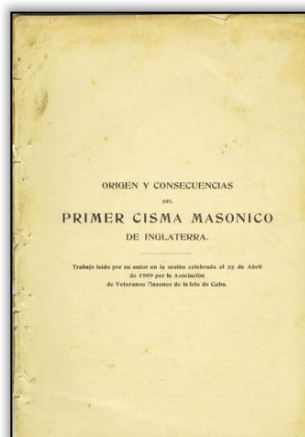 ORIGEN Y CONSECUENCIAS
DEL
PRIMER CISMA MASONICO
DE INGLATERRA.
Trabajo leido por su autor en la sesión celebrada el 25 de Abril
de 1909 por la Asociación
de Veteranos Masones de la Isla de Cuba.